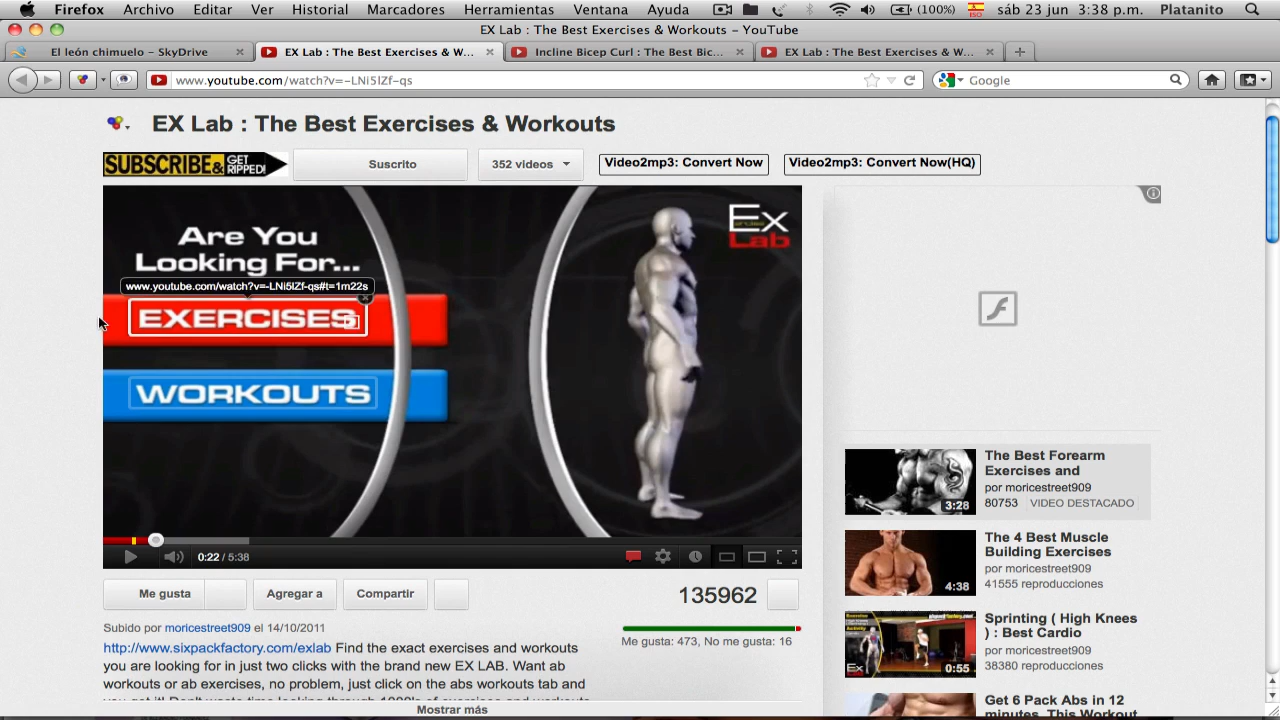 Firefox Archivo Editar Ver Historial Marcadores Herramientas Ventana Ayuda (100%) ESO sáb 23 jun 3:38 p.m. Platanito
EX Lab : The Best Exercises & Workouts – YouTube
El león chimuelo – SkyDrive EX Lab : The Best Exercises & W... Incline Bicep Curl : The Best Bic... EX Lab : The Best Exercises & W...
www.youtube.com/watch?v=-LNi5IZf-qs Google
EX Lab : The Best Exercises & Workouts
SUBSCRIBE & GET RIPPED! Suscrito 352 videos Video2mp3: Convert Now Video2mp3: Convert Now(HQ)
Are You
Looking For...
Ex
Lab
www.youtube.com/watch?v=-LNi5IZf-qs#t=1m22s
EXERCISES
WORKOUTS
0:22 / 5:38
Me gusta Agregar a Compartir 135962
Subido por moricestreet909 el 14/10/2011
Me gusta: 473, No me gusta: 16
http://www.sixpackfactory.com/exlab Find the exact exercises and workouts
you are looking for in just two clicks with the brand new EX LAB. Want ab
workouts or ab exercises, no problem, just click on the abs workouts tab and
Mostrar más
The Best Forearm
Exercises and
por moricestreet909
80753 VIDEO DESTACADO
3:28
The 4 Best Muscle
Building Exercises
por moricestreet909
41555 reproducciones
4:38
Sprinting ( High Knees
) : Best Cardio
por moricestreet909
38380 reproducciones
0:55
Get 6 Pack Abs in 12
minutes. This Workout